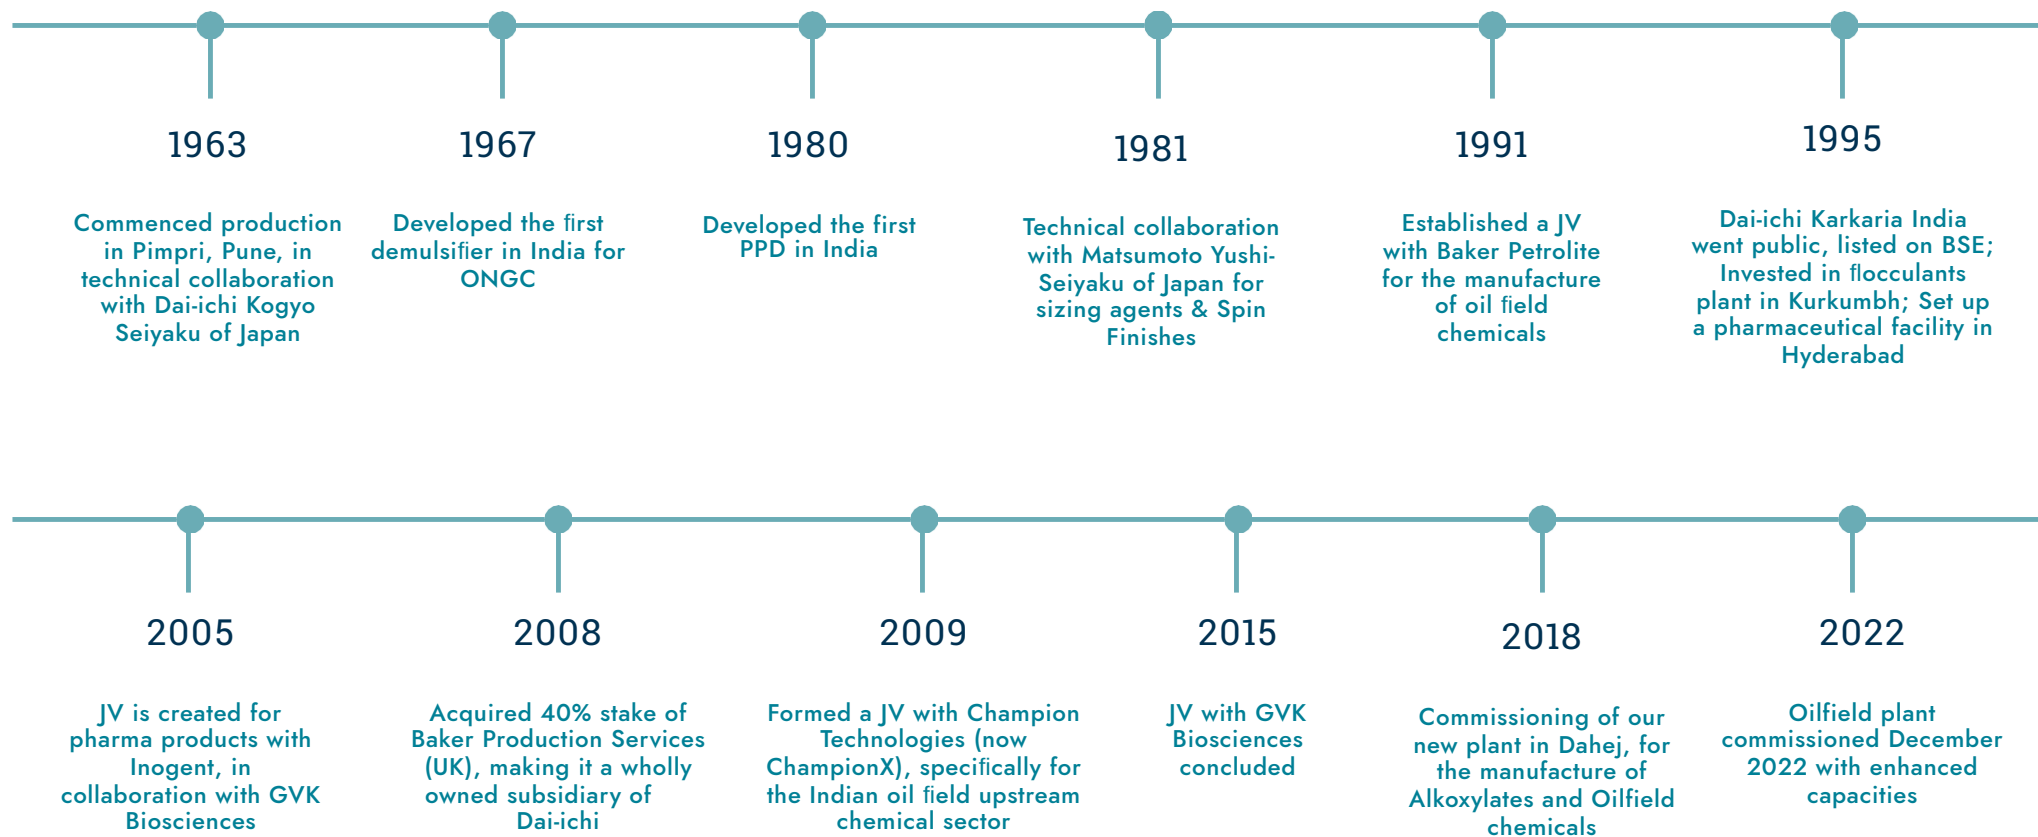 1963
Commenced production
in Pimpri, Pune, in
technical collaboration
with Dai-ichi Kogyo
Seiyaku of Japan
1967
Developed the first
demulsifier in India for
ONGC
1980
Developed the first
PPD in India
1981
Technical collaboration
with Matsumoto Yushi-
Seiyaku of Japan for
sizing agents & Spin
Finishes
1991
Established a JV
with Baker Petrolite
for the manufacture
of oil field
chemicals
1995
Dai-ichi Karkaria India
went public, listed on BSE;
Invested in flocculants
plant in Kurkumbh; Set up
a pharmaceutical facility in
Hyderabad
2005
JV is created for
pharma products with
Inogent, in
collaboration with GVK
Biosciences
2008
Acquired 40% stake of
Baker Production Services
(UK), making it a wholly
owned subsidiary of
Dai-ichi
2009
Formed a JV with Champion
Technologies (now
ChampionX), specifically for
the Indian oil field upstream
chemical sector
2015
JV with GVK
Biosciences
concluded
2018
Commissioning of our
new plant in Dahej, for
the manufacture of
Alkoxylates and Oilfield
chemicals
2022
Oilfield plant
commissioned December
2022 with enhanced
capacities